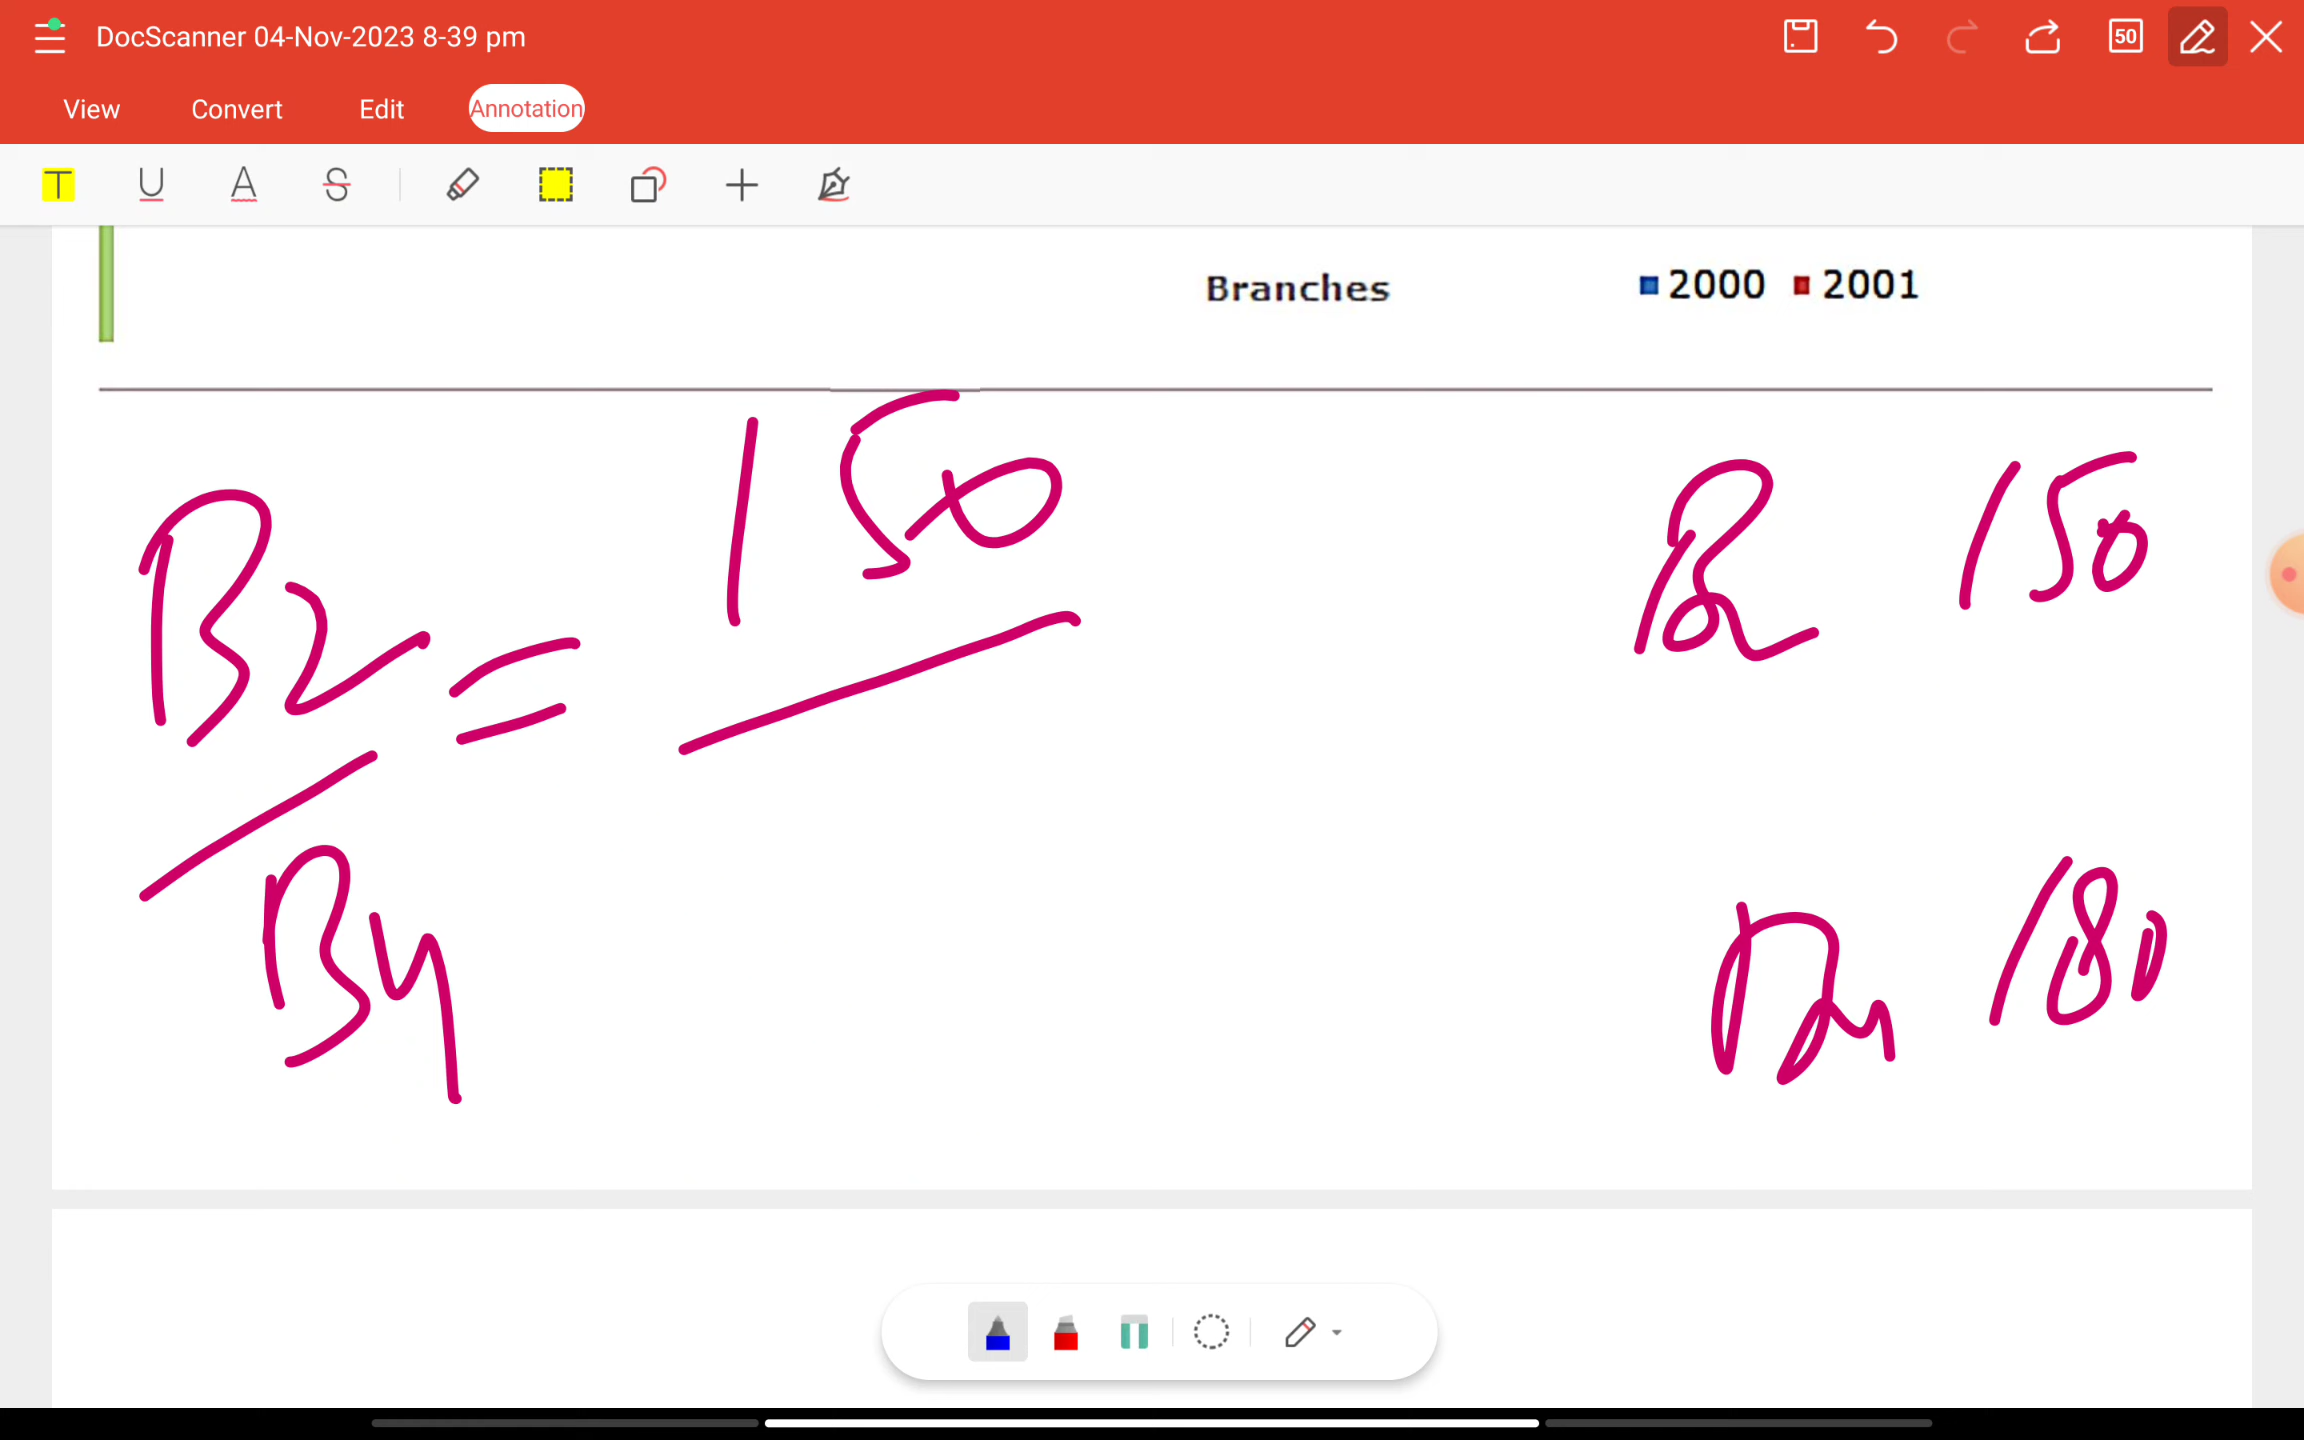 DocScanner 04-Nov-2023 8-39 pm
50
View Convert Edit Annotation
T U A S
Branches 2000 2001
B2 = 150
B4
B2 150
B4 180